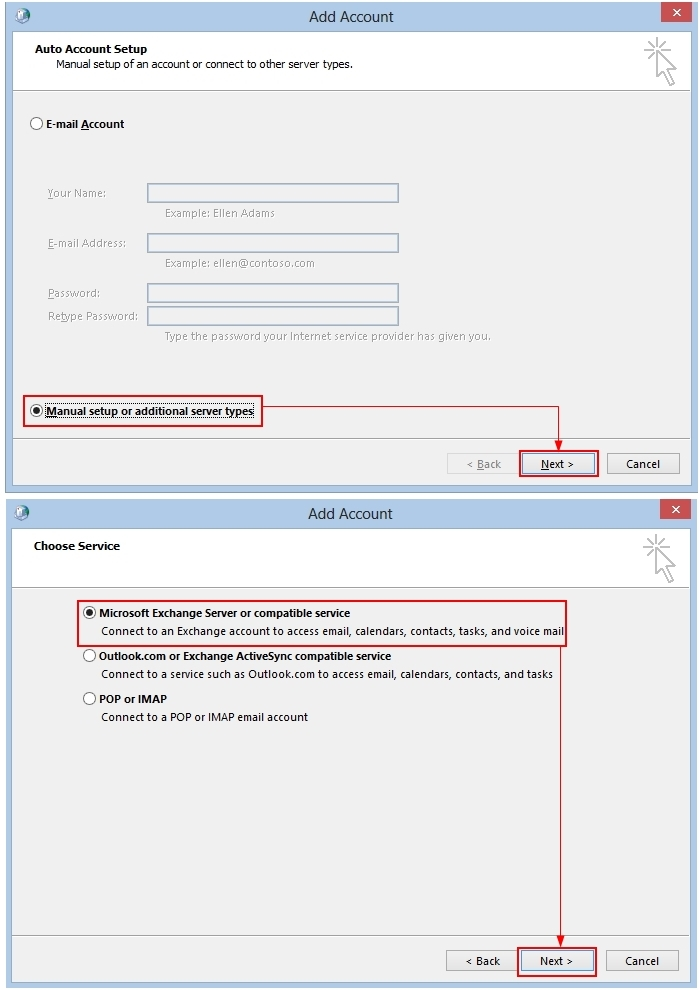 Add Account
Auto Account Setup
Manual setup of an account or connect to other server types.
E-mail Account
Your Name:
Example: Ellen Adams
E-mail Address:
Example: ellen@contoso.com
Password:
Retype Password:
Type the password your Internet service provider has given you.
Manual setup or additional server types
< Back Next > Cancel
Add Account
Choose Service
Microsoft Exchange Server or compatible service
Connect to an Exchange account to access email, calendars, contacts, tasks, and voice mail
Outlook.com or Exchange ActiveSync compatible service
Connect to a service such as Outlook.com to access email, calendars, contacts, and tasks
POP or IMAP
Connect to a POP or IMAP email account
< Back Next > Cancel